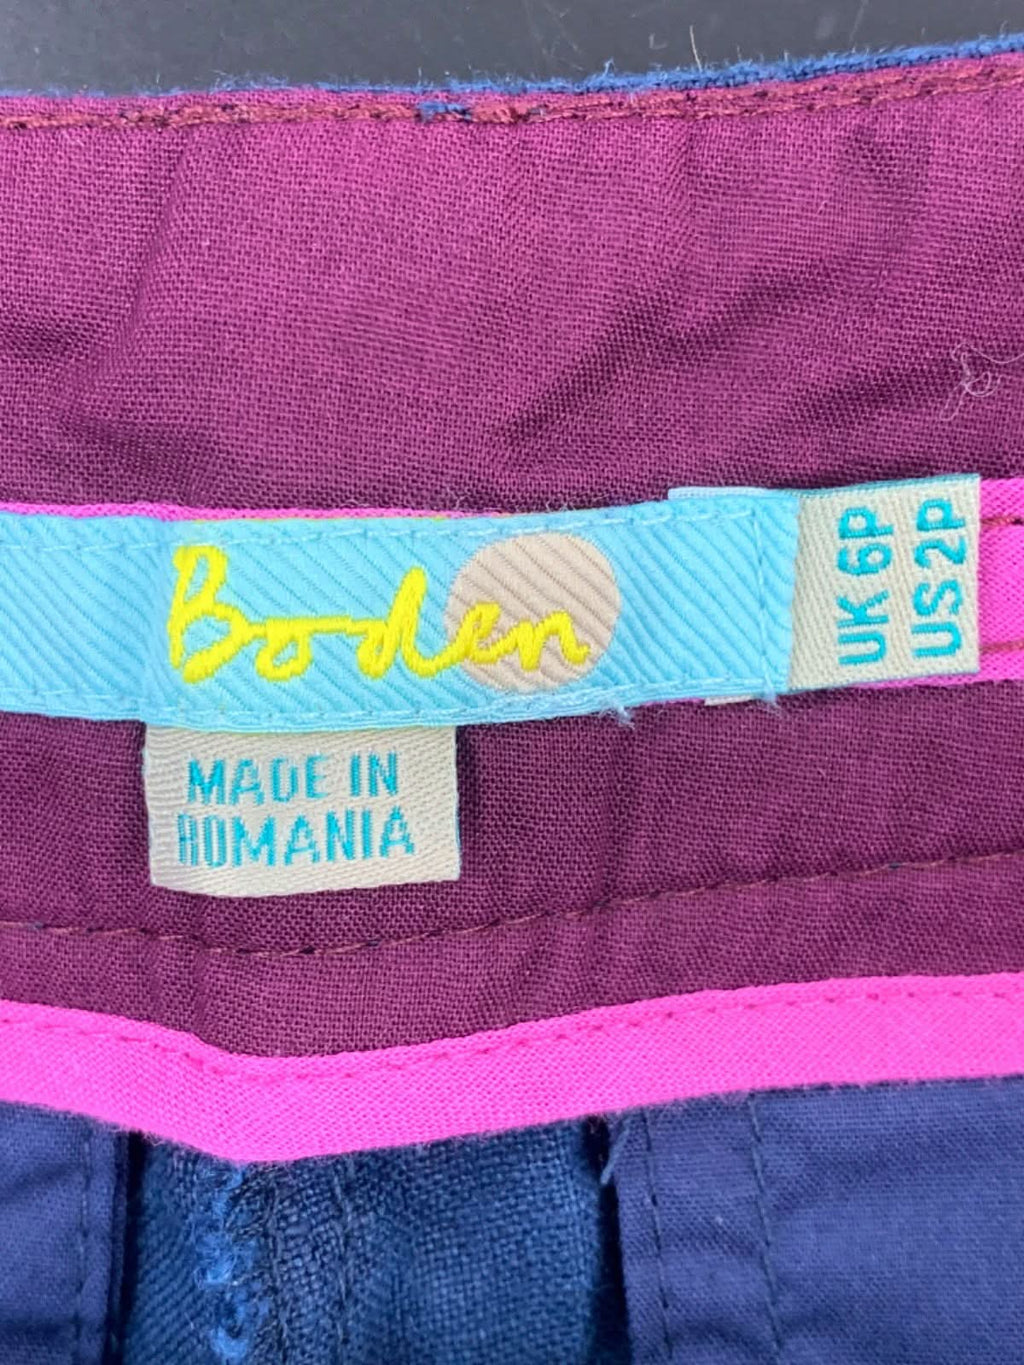 Boden
UK 6P
US 2P
MADE IN
ROMANIA